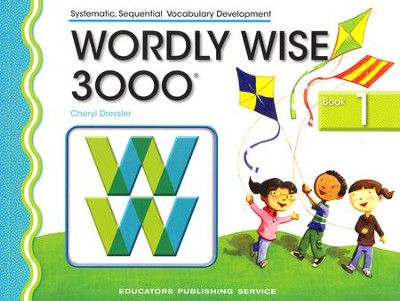 Systematic, Sequential Vocabulary Development
WORDLY WISE
3000®
Cheryl Dressler
Book 1
W
W
EDUCATORS PUBLISHING SERVICE